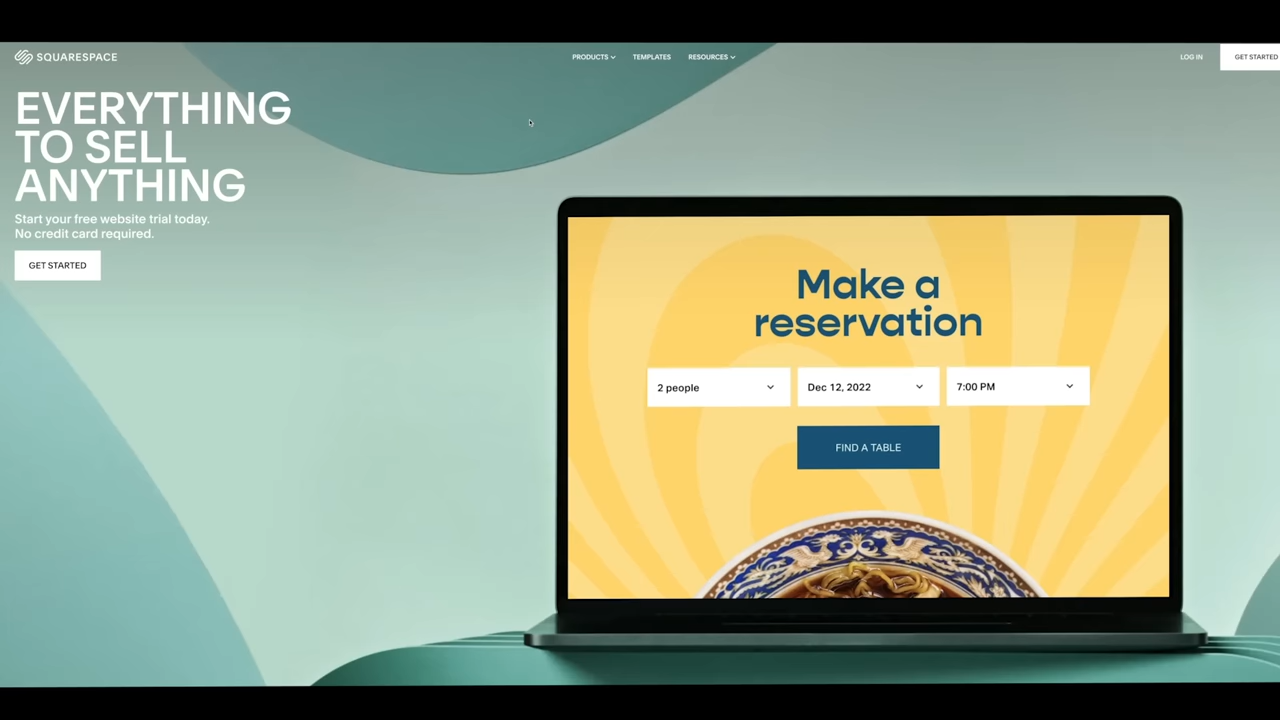 SQUARESPACE
PRODUCTS
TEMPLATES
RESOURCES
LOG IN
GET STARTED
EVERYTHING
TO SELL
ANYTHING
Start your free website trial today.
No credit card required.
GET STARTED
Make a
reservation
2 people
Dec 12, 2022
7:00 PM
FIND A TABLE